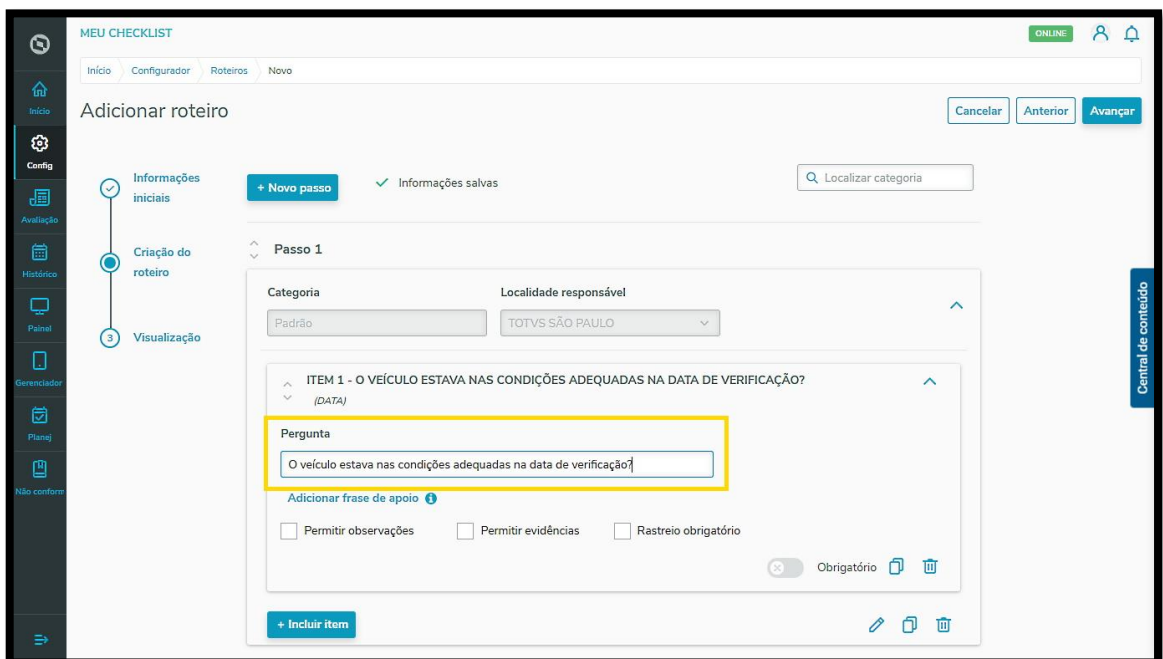 MEU CHECKLIST
ONLINE
Início
Configurador
Roteiros
Novo
Adicionar roteiro
Cancelar
Anterior
Avançar
Início
Config
Avaliação
Histórico
Painel
Gerenciador
Planej
Não conform
Informações
iniciais
Criação do
roteiro
3
Visualização
+ Novo passo
Informações salvas
Localizar categoria
Passo 1
Categoria
Localidade responsável
Padrão
TOTVS SÃO PAULO
ITEM 1 - O VEÍCULO ESTAVA NAS CONDIÇÕES ADEQUADAS NA DATA DE VERIFICAÇÃO?
(DATA)
Pergunta
O veículo estava nas condições adequadas na data de verificação?
Adicionar frase de apoio
Permitir observações
Permitir evidências
Rastreio obrigatório
Obrigatório
+ Incluir item
Central de conteúdo